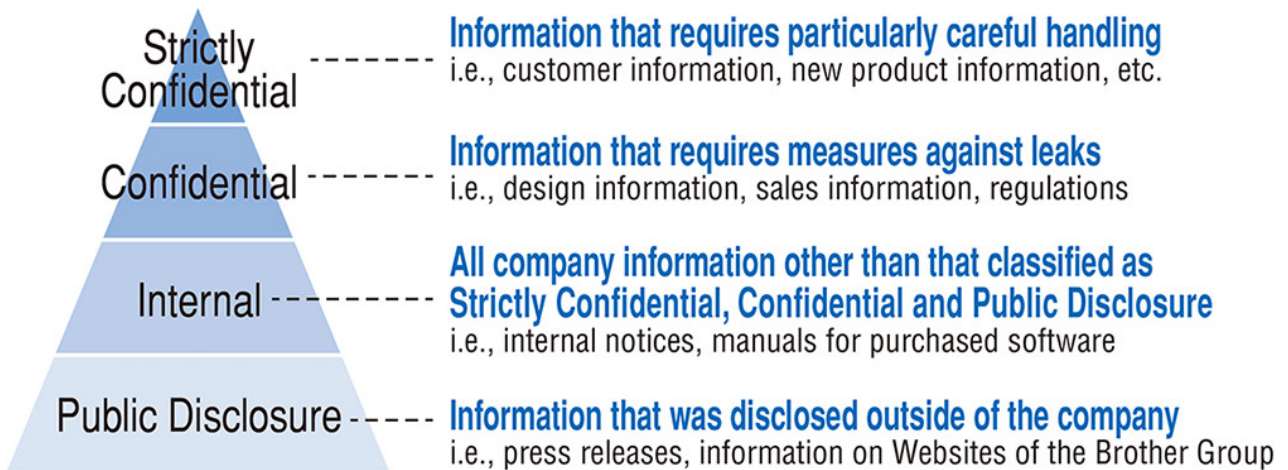 Strictly
Confidential
Information that requires particularly careful handling
i.e., customer information, new product information, etc.
Confidential
Information that requires measures against leaks
i.e., design information, sales information, regulations
Internal
All company information other than that classified as
Strictly Confidential, Confidential and Public Disclosure
i.e., internal notices, manuals for purchased software
Public Disclosure
Information that was disclosed outside of the company
i.e., press releases, information on Websites of the Brother Group